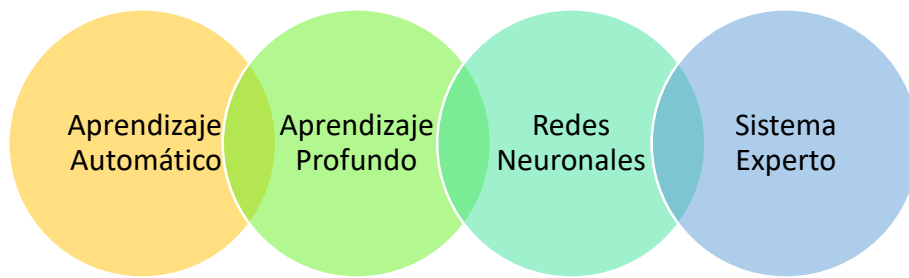 Aprendizaje
Automático
Aprendizaje
Profundo
Redes
Neuronales
Sistema
Experto